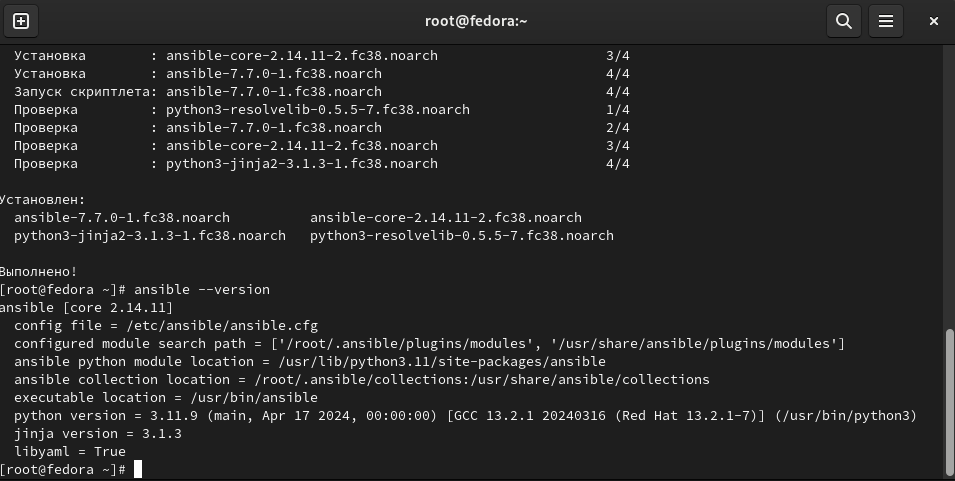 root@fedora:~
Установка        : ansible-core-2.14.11-2.fc38.noarch                     3/4
Установка        : ansible-7.7.0-1.fc38.noarch                            4/4
Запуск скриптлета: ansible-7.7.0-1.fc38.noarch                            4/4
Проверка         : python3-resolvelib-0.5.5-7.fc38.noarch                 1/4
Проверка         : ansible-7.7.0-1.fc38.noarch                            2/4
Проверка         : ansible-core-2.14.11-2.fc38.noarch                     3/4
Проверка         : python3-jinja2-3.1.3-1.fc38.noarch                     4/4
Установлен:
ansible-7.7.0-1.fc38.noarch          ansible-core-2.14.11-2.fc38.noarch
python3-jinja2-3.1.3-1.fc38.noarch   python3-resolvelib-0.5.5-7.fc38.noarch
Выполнено!
[root@fedora ~]# ansible --version
ansible [core 2.14.11]
config file = /etc/ansible/ansible.cfg
configured module search path = ['/root/.ansible/plugins/modules', '/usr/share/ansible/plugins/modules']
ansible python module location = /usr/lib/python3.11/site-packages/ansible
ansible collection location = /root/.ansible/collections:/usr/share/ansible/collections
executable location = /usr/bin/ansible
python version = 3.11.9 (main, Apr 17 2024, 00:00:00) [GCC 13.2.1 20240316 (Red Hat 13.2.1-7)] (/usr/bin/python3)
jinja version = 3.1.3
libyaml = True
[root@fedora ~]#